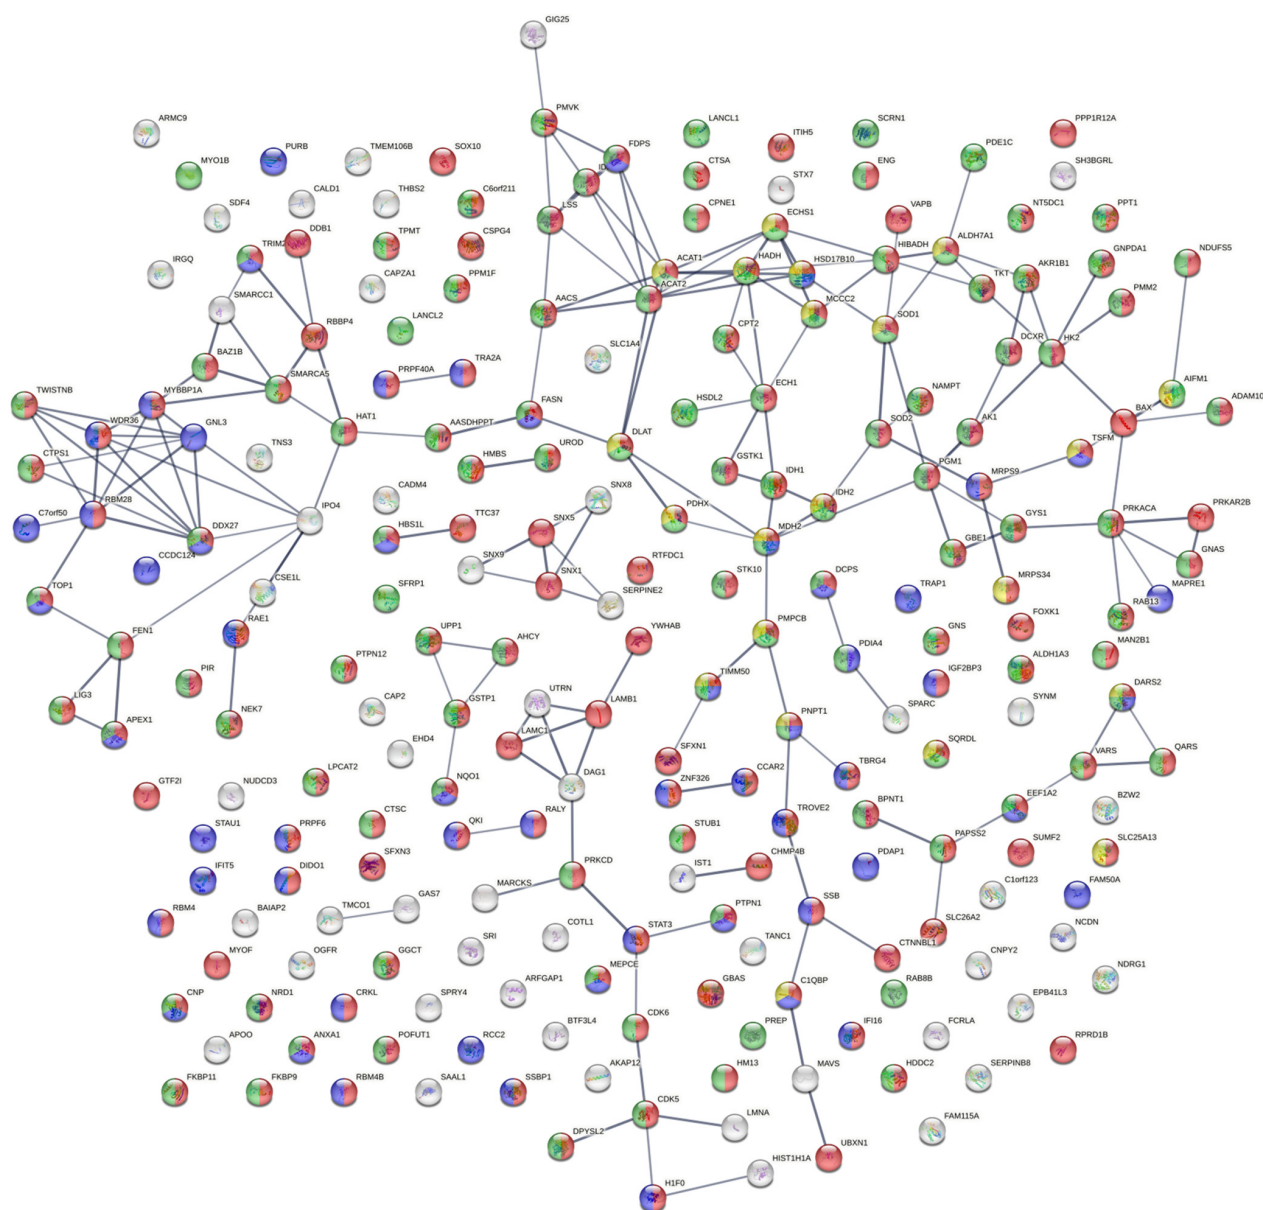 GIG25
ARMC9
PURB
TMEM106B
SOX10
PMVK
FDPS
LANCL1
ITIH5
SCRN1
PPP1R12A
MYO1B
CALD1
THBS2
C6orf211
CTSA
STX7
ENG
PDE1C
SH3BGRL
SDF4
LSS
CPNE1
ECHS1
VAPB
ALDH7A1
NT5DC1
PPT1
DDB1
TPMT
CSPG4
IRGQ
CAPZA1
PPM1F
ACAT1
HADH
HSD17B10
HIBADH
TKT
AKR1B1
GNPDA1
NDUFS5
SMARCC1
LANCL2
AACS
ACAT2
MCCC2
SOD1
PMM2
RBBP4
CPT2
DCXR
HK2
BAZ1B
SLC1A4
PRPF40A
TRA2A
TWISTNB
MYBBP1A
SMARCA5
HSDL2
ECH1
NAMPT
AIFM1
ADAM10
WDR36
GNL3
HAT1
AASDHPPT
FASN
DLAT
SOD2
AK1
BAX
TSFM
CTPS1
TNS3
HMBS
UROD
GSTK1
IDH1
PGM1
MRPS9
C7orf50
RBM28
IPO4
CADM4
SNX8
PDHX
IDH2
DDX27
HBS1L
TTC37
SNX5
MDH2
GBE1
GYS1
PRKACA
PRKAR2B
CCDC124
SNX9
RTFDC1
GNAS
TOP1
CSE1L
SFRP1
SNX1
SERPINE2
STK10
DCPS
TRAP1
MRPS34
RAB13
MAPRE1
FEN1
RAE1
UPP1
AHCY
YWHAB
PMPCB
PDIA4
GNS
FOXK1
PIR
PTPN12
TIMM50
IGF2BP3
ALDH1A3
MAN2B1
LIG3
APEX1
NEK7
CAP2
GSTP1
UTRN
LAMB1
SPARC
SYNM
DARS2
EHD4
LAMC1
SFXN1
PNPT1
SQRDL
GTF2I
NUDCD3
LPCAT2
NQO1
DAG1
ZNF326
CCAR2
TBRG4
VARS
QARS
STAU1
PRPF6
CTSC
QKI
RALY
STUB1
TROVE2
BPNT1
EEF1A2
BZW2
IFIT5
DIDO1
SFXN3
PRKCD
IST1
CHMP4B
PDAP1
PAPSS2
SUMF2
SLC25A13
MARCKS
C1orf123
FAM50A
RBM4
BAIAP2
TMCO1
GAS7
STAT3
PTPN1
SSB
SLC26A2
NCDN
MYOF
OGFR
GGCT
SRI
COTL1
TANC1
CTNNBL1
CNPY2
NDRG1
CNP
NRD1
CRKL
SPRY4
ARFGAP1
MEPCE
GBAS
C1QBP
RAB8B
EPB41L3
APOO
ANXA1
POFUT1
RCC2
BTF3L4
CDK6
PREP
IFI16
FCRLA
RPRD1B
FKBP11
FKBP9
RBM4B
SAAL1
SSBP1
AKAP12
HM13
MAVS
HDDC2
SERPINB8
CDK5
LMNA
FAM115A
DPYSL2
UBXN1
HIST1H1A
H1F0